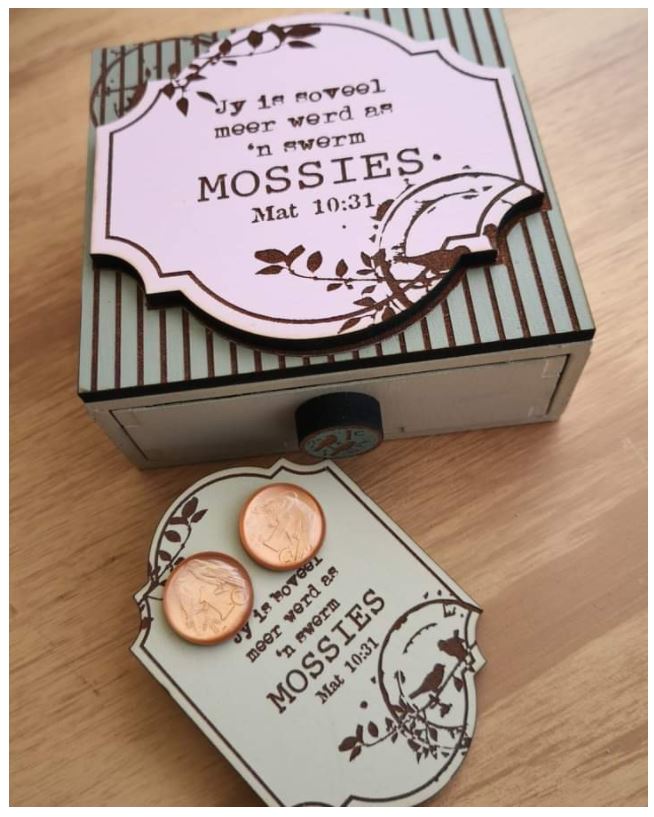 Jy is soveel
meer werd as
'n swerm
MOSSIES.
Mat 10:31
Jy is soveel
meer werd as
'n swerm
MOSSIES
Mat 10:31